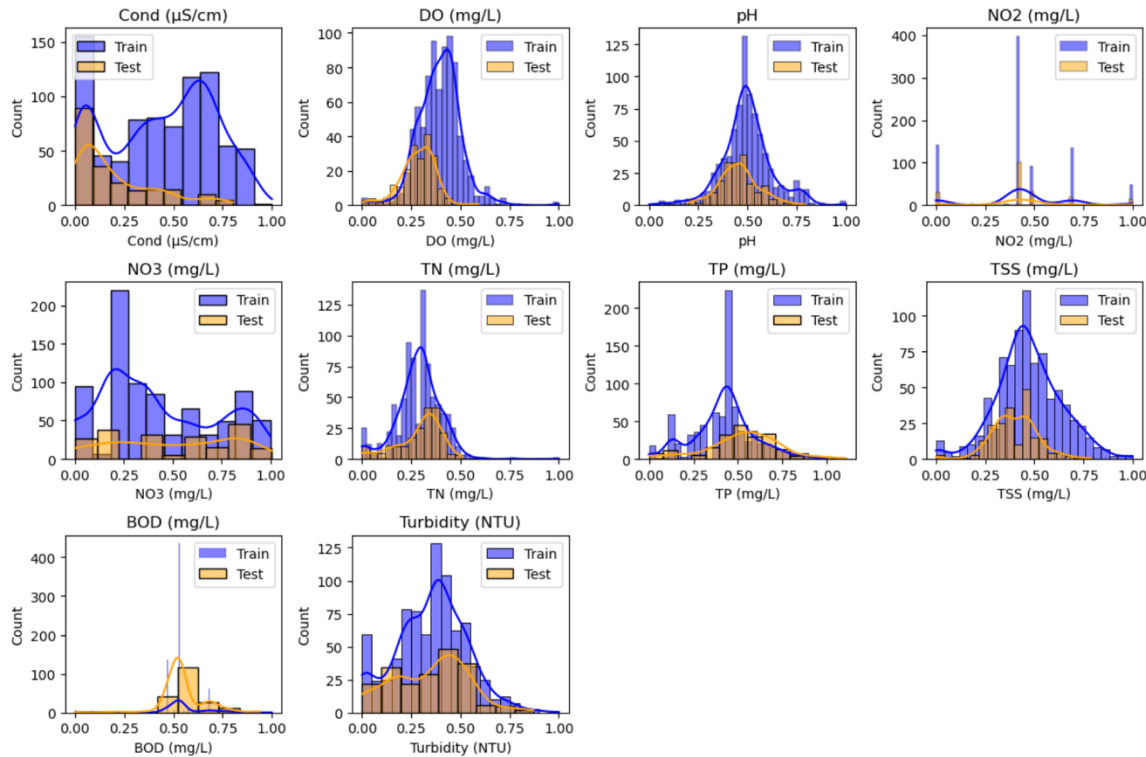 Cond (µS/cm) DO (mg/L) pH NO2 (mg/L)
150 100 50 0 Count Train Test 0.00 0.25 0.50 0.75 1.00 Cond (µS/cm)
100 80 60 40 20 0 Count Train Test 0.00 0.25 0.50 0.75 1.00 DO (mg/L)
125 100 75 50 25 0 Count Train Test 0.00 0.25 0.50 0.75 1.00 pH
400 300 200 100 0 Count Train Test 0.00 0.25 0.50 0.75 1.00 NO2 (mg/L)
NO3 (mg/L) TN (mg/L) TP (mg/L) TSS (mg/L)
200 150 100 50 0 Count Train Test 0.00 0.25 0.50 0.75 1.00 NO3 (mg/L)
125 100 75 50 25 0 Count Train Test 0.00 0.25 0.50 0.75 1.00 TN (mg/L)
200 150 100 50 0 Count Train Test 0.00 0.25 0.50 0.75 1.00 TP (mg/L)
100 75 50 25 0 Count Train Test 0.00 0.25 0.50 0.75 1.00 TSS (mg/L)
BOD (mg/L) Turbidity (NTU)
400 300 200 100 0 Count Train Test 0.00 0.25 0.50 0.75 1.00 BOD (mg/L)
125 100 75 50 25 0 Count Train Test 0.00 0.25 0.50 0.75 1.00 Turbidity (NTU)